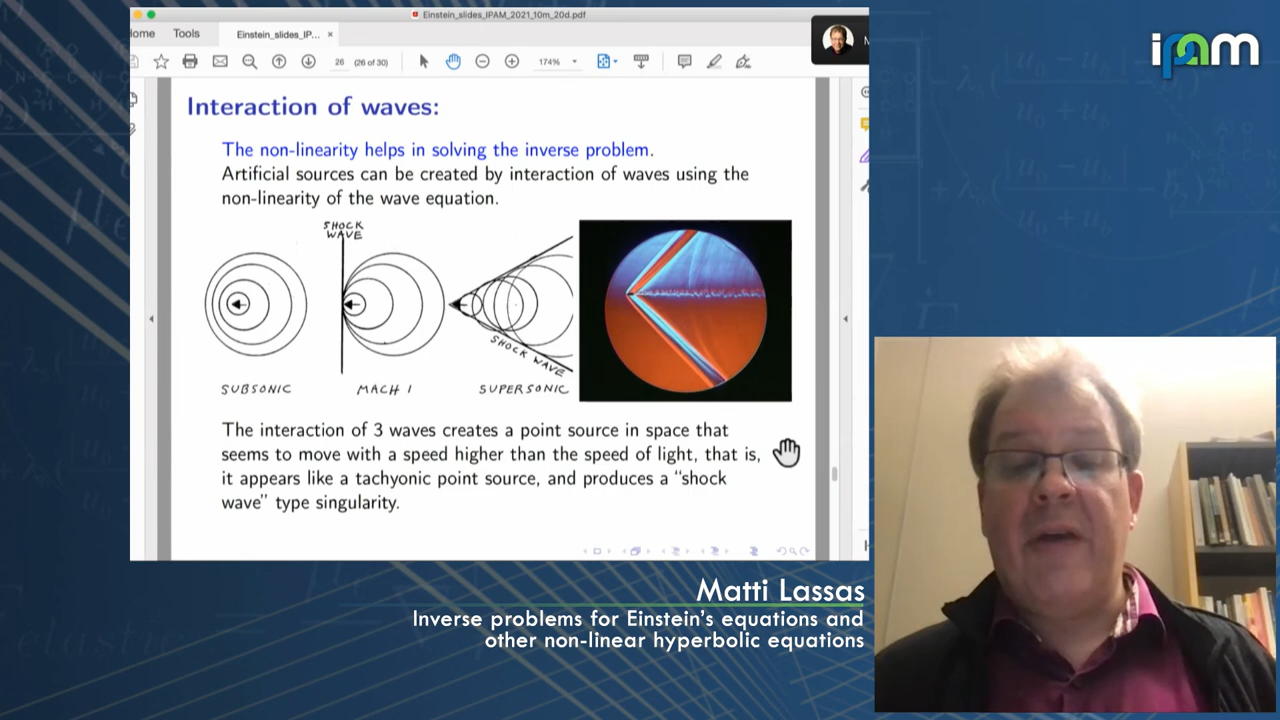 Einstein_slides_IPAM_2021_10m_20d.pdf
Tools
Einstein_slides_IP...
26 (26 of 30)
174%
ipam
Interaction of waves:
The non-linearity helps in solving the inverse problem.
Artificial sources can be created by interaction of waves using the
non-linearity of the wave equation.
SHOCK
WAVE
SHOCK WAVE
SUBSONIC
MACH 1
SUPERSONIC
The interaction of 3 waves creates a point source in space that
seems to move with a speed higher than the speed of light, that is,
it appears like a tachyonic point source, and produces a “shock
wave” type singularity.
Matti Lassas
Inverse problems for Einstein's equations and
other non-linear hyperbolic equations